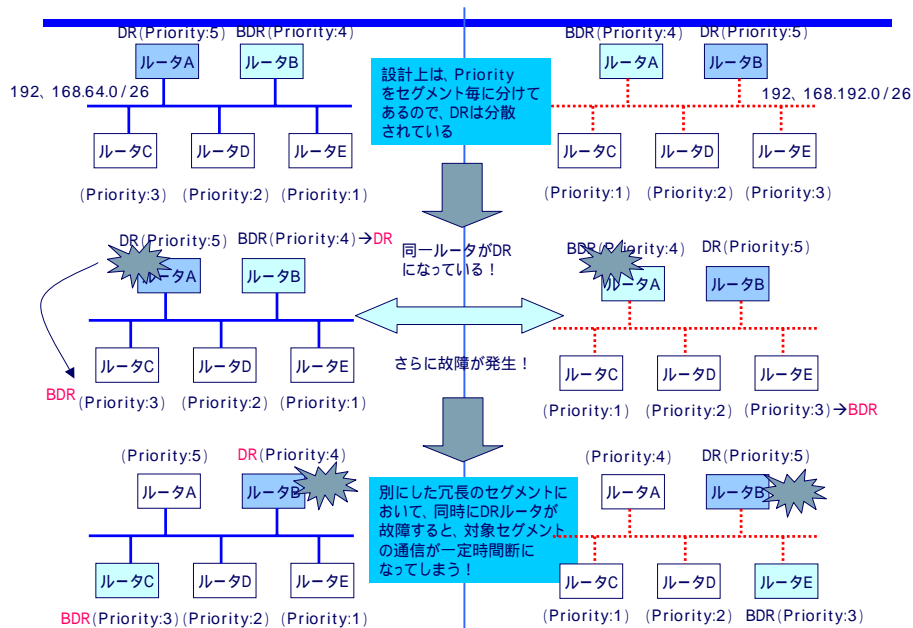 DR(Priority:5)
BDR(Priority:4)
ルータA
ルータB
192、168.64.0/26
ルータC
ルータD
ルータE
(Priority:3)
(Priority:2)
(Priority:1)
設計上は、Priority
をセグメント毎に分けて
あるので、DRは分散
されている
BDR(Priority:4)
DR(Priority:5)
ルータA
ルータB
192、168.192.0/26
ルータC
ルータD
ルータE
(Priority:1)
(Priority:2)
(Priority:3)
DR(Priority:5)
BDR(Priority:4)→DR
ルータA
ルータB
ルータC
ルータD
ルータE
BDR
(Priority:3)
(Priority:2)
(Priority:1)
同一ルータがDR
になっている！
さらに故障が発生！
BDR(Priority:4)
DR(Priority:5)
ルータA
ルータB
ルータC
ルータD
ルータE
(Priority:1)
(Priority:2)
(Priority:3)→BDR
(Priority:5)
DR(Priority:4)
ルータA
ルータB
ルータC
ルータD
ルータE
BDR(Priority:3)
(Priority:2)
(Priority:1)
別にした冗長のセグメントに
おいて、同時にDRルータが
故障すると、対象セグメント
の通信が一定時間断に
なってしまう！
(Priority:4)
DR(Priority:5)
ルータA
ルータB
ルータC
ルータD
ルータE
(Priority:1)
(Priority:2)
BDR(Priority:3)